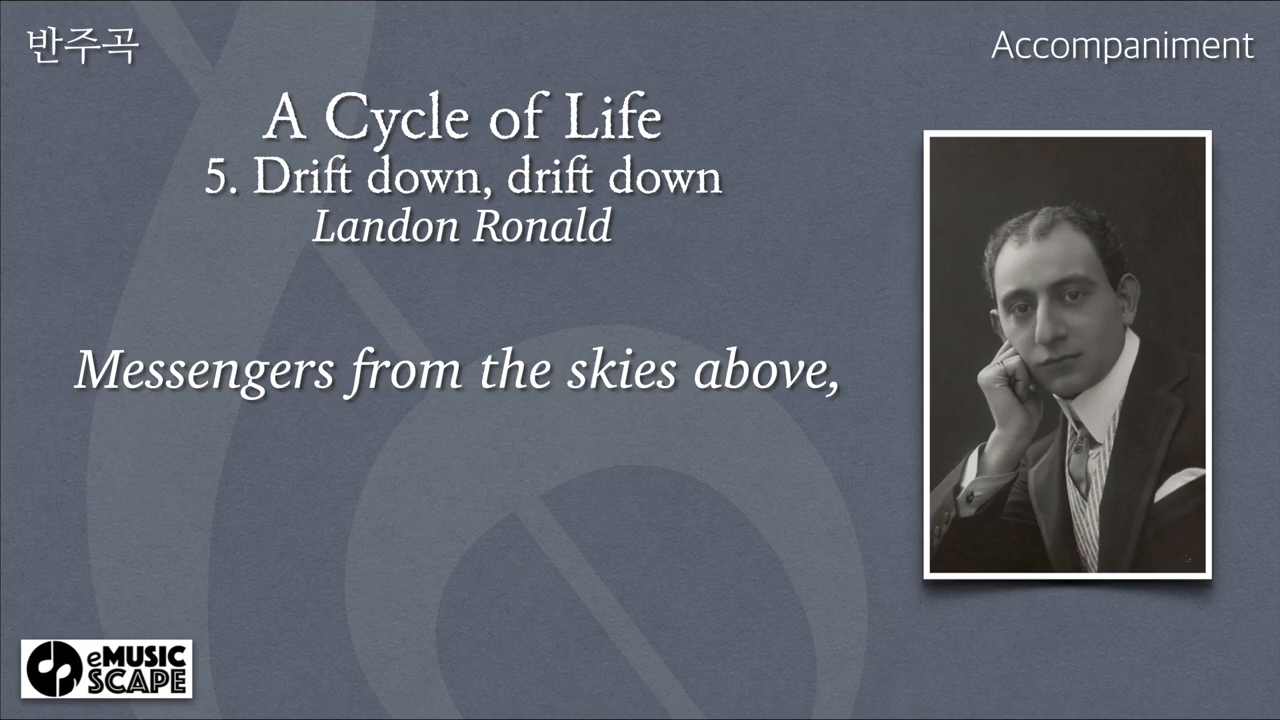 반주곡
Accompaniment
A Cycle of Life
5. Drift down, drift down
Landon Ronald
Messengers from the skies above,
eMUSIC
SCAPE